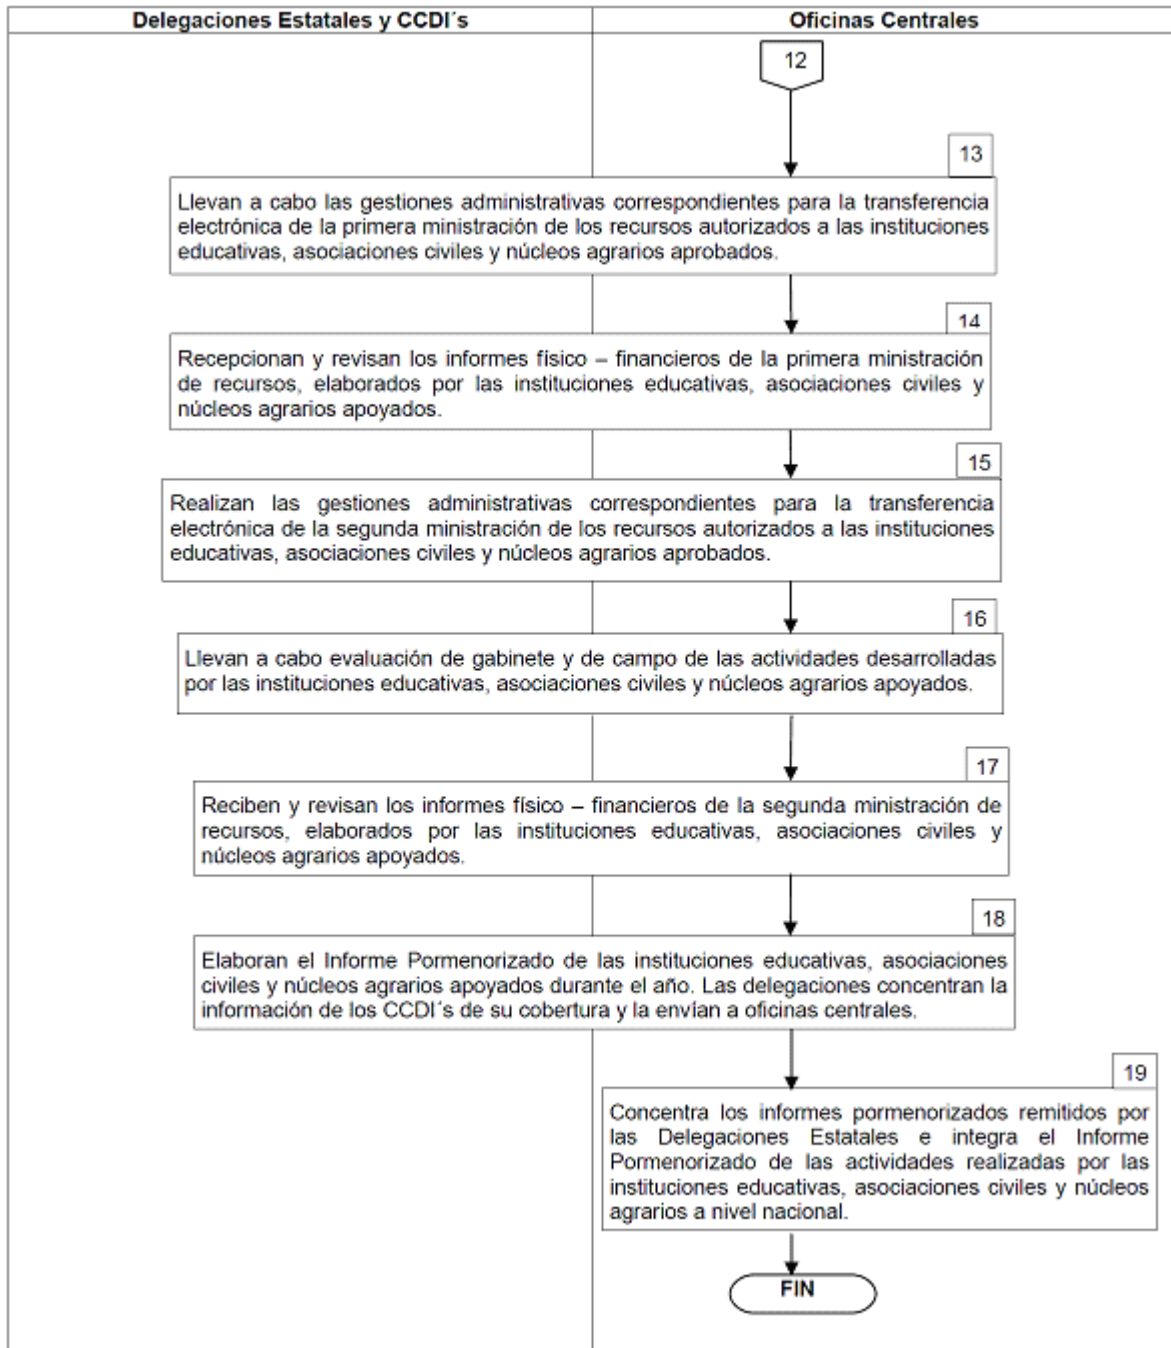 Delegaciones Estatales y CCDI´s
Oficinas Centrales
12
13
Llevan a cabo las gestiones administrativas correspondientes para la transferencia
electrónica de la primera ministración de los recursos autorizados a las instituciones
educativas, asociaciones civiles y núcleos agrarios aprobados.
14
Recepcionan y revisan los informes físico – financieros de la primera ministración
de recursos, elaborados por las instituciones educativas, asociaciones civiles y
núcleos agrarios apoyados.
15
Realizan las gestiones administrativas correspondientes para la transferencia
electrónica de la segunda ministración de los recursos autorizados a las instituciones
educativas, asociaciones civiles y núcleos agrarios aprobados.
16
Llevan a cabo evaluación de gabinete y de campo de las actividades desarrolladas
por las instituciones educativas, asociaciones civiles y núcleos agrarios apoyados.
17
Reciben y revisan los informes físico – financieros de la segunda ministración de
recursos, elaborados por las instituciones educativas, asociaciones civiles y
núcleos agrarios apoyados.
18
Elaboran el Informe Pormenorizado de las instituciones educativas, asociaciones
civiles y núcleos agrarios apoyados durante el año. Las delegaciones concentran la
información de los CCDI´s de su cobertura y la envían a oficinas centrales.
19
Concentra los informes pormenorizados remitidos por
las Delegaciones Estatales e integra el Informe
Pormenorizado de las actividades realizadas por las
instituciones educativas, asociaciones civiles y núcleos
agrarios a nivel nacional.
FIN